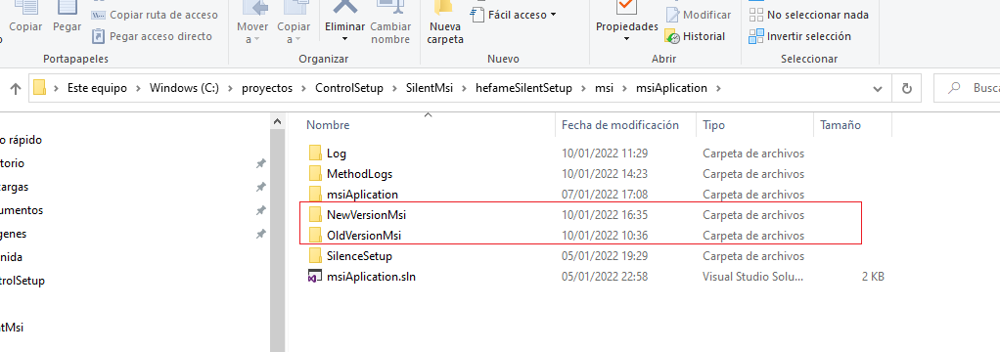 Copiar
Pegar
Copiar ruta de acceso
Pegar acceso directo
Portapapeles
Mover a
Copiar a
Eliminar
Cambiar nombre
Organizar
Nueva carpeta
Fácil acceso
Nuevo
Propiedades
Modificar
Historial
Abrir
No seleccionar nada
Invertir selección
Seleccionar
Este equipo > Windows (C:) > proyectos > ControlSetup > SilentMsi > hefameSilentSetup > msi > msiAplication >
Busca
Nombre Fecha de modificación Tipo Tamaño
o rápido
torio
cargas
umentos
genes
nida
trolSetup
tMsi
Log 10/01/2022 11:29 Carpeta de archivos
MethodLogs 10/01/2022 14:23 Carpeta de archivos
msiAplication 07/01/2022 17:08 Carpeta de archivos
NewVersionMsi 10/01/2022 16:35 Carpeta de archivos
OldVersionMsi 10/01/2022 10:36 Carpeta de archivos
SilenceSetup 05/01/2022 19:29 Carpeta de archivos
msiAplication.sln 05/01/2022 22:58 Visual Studio Solu... 2 KB